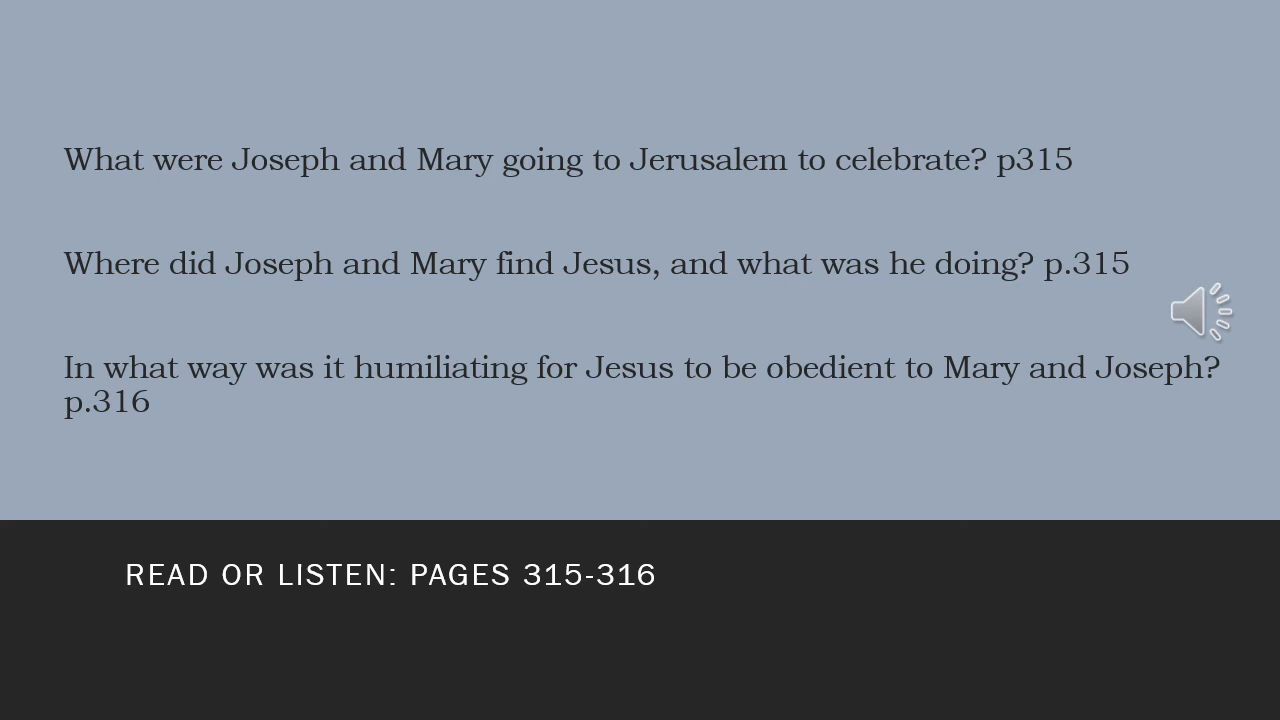 What were Joseph and Mary going to Jerusalem to celebrate? p315
Where did Joseph and Mary find Jesus, and what was he doing? p.315
In what way was it humiliating for Jesus to be obedient to Mary and Joseph?
p.316
READ OR LISTEN: PAGES 315-316